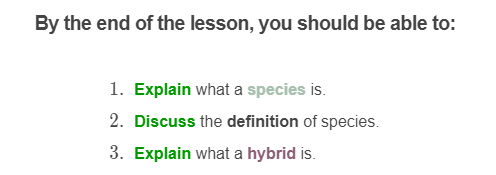 By the end of the lesson, you should be able to:
1. Explain what a species is.
2. Discuss the definition of species.
3. Explain what a hybrid is.